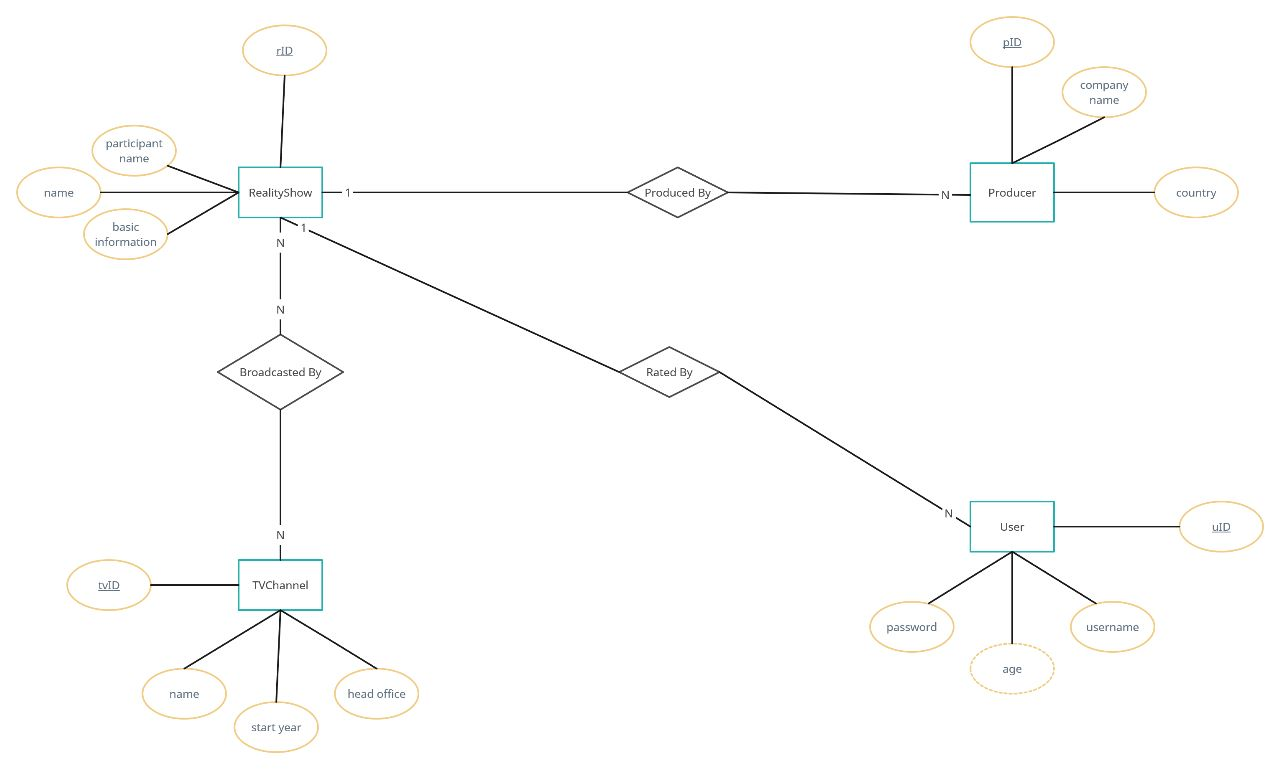 rID
pID
company
name
participant
name
name
RealityShow
1
Produced By
N
Producer
country
basic
information
1
N
N
Broadcasted By
Rated By
N
N
User
uID
tvID
TVChannel
password
username
age
name
head office
start year